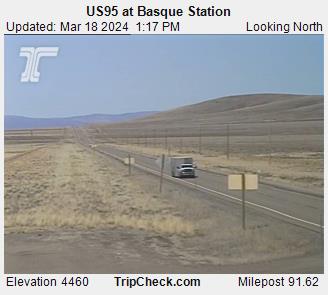 US95 at Basque Station
Updated: Mar 18 2024 1:17 PM Looking North
Elevation 4460 TripCheck.com Milepost 91.62